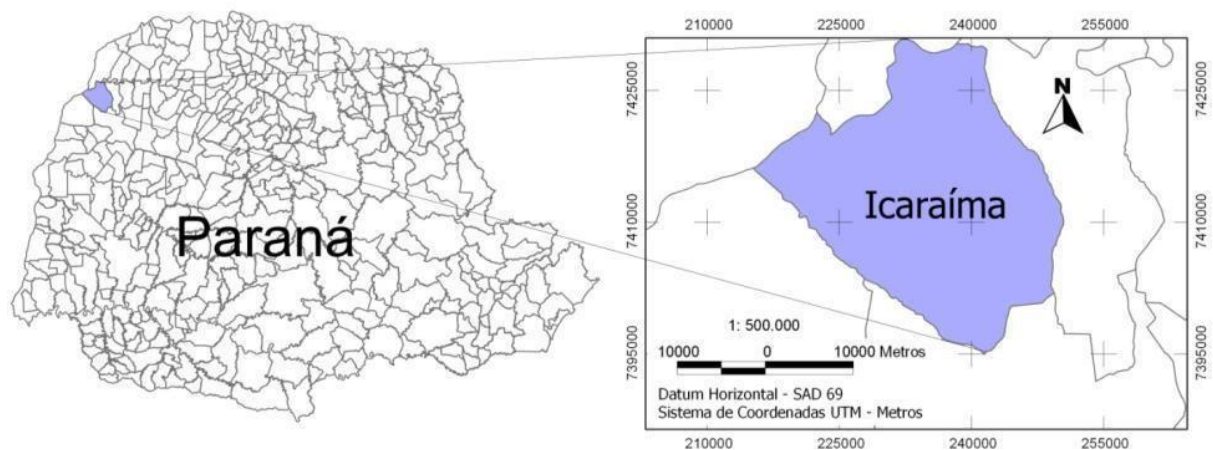 Paraná
210000 225000 240000 255000
7425000
7410000
7395000
N
Icaraíma
7425000
7410000
7395000
1: 500.000
10000 0 10000 Metros
Datum Horizontal - SAD 69
Sistema de Coordenadas UTM - Metros
210000 225000 240000 255000